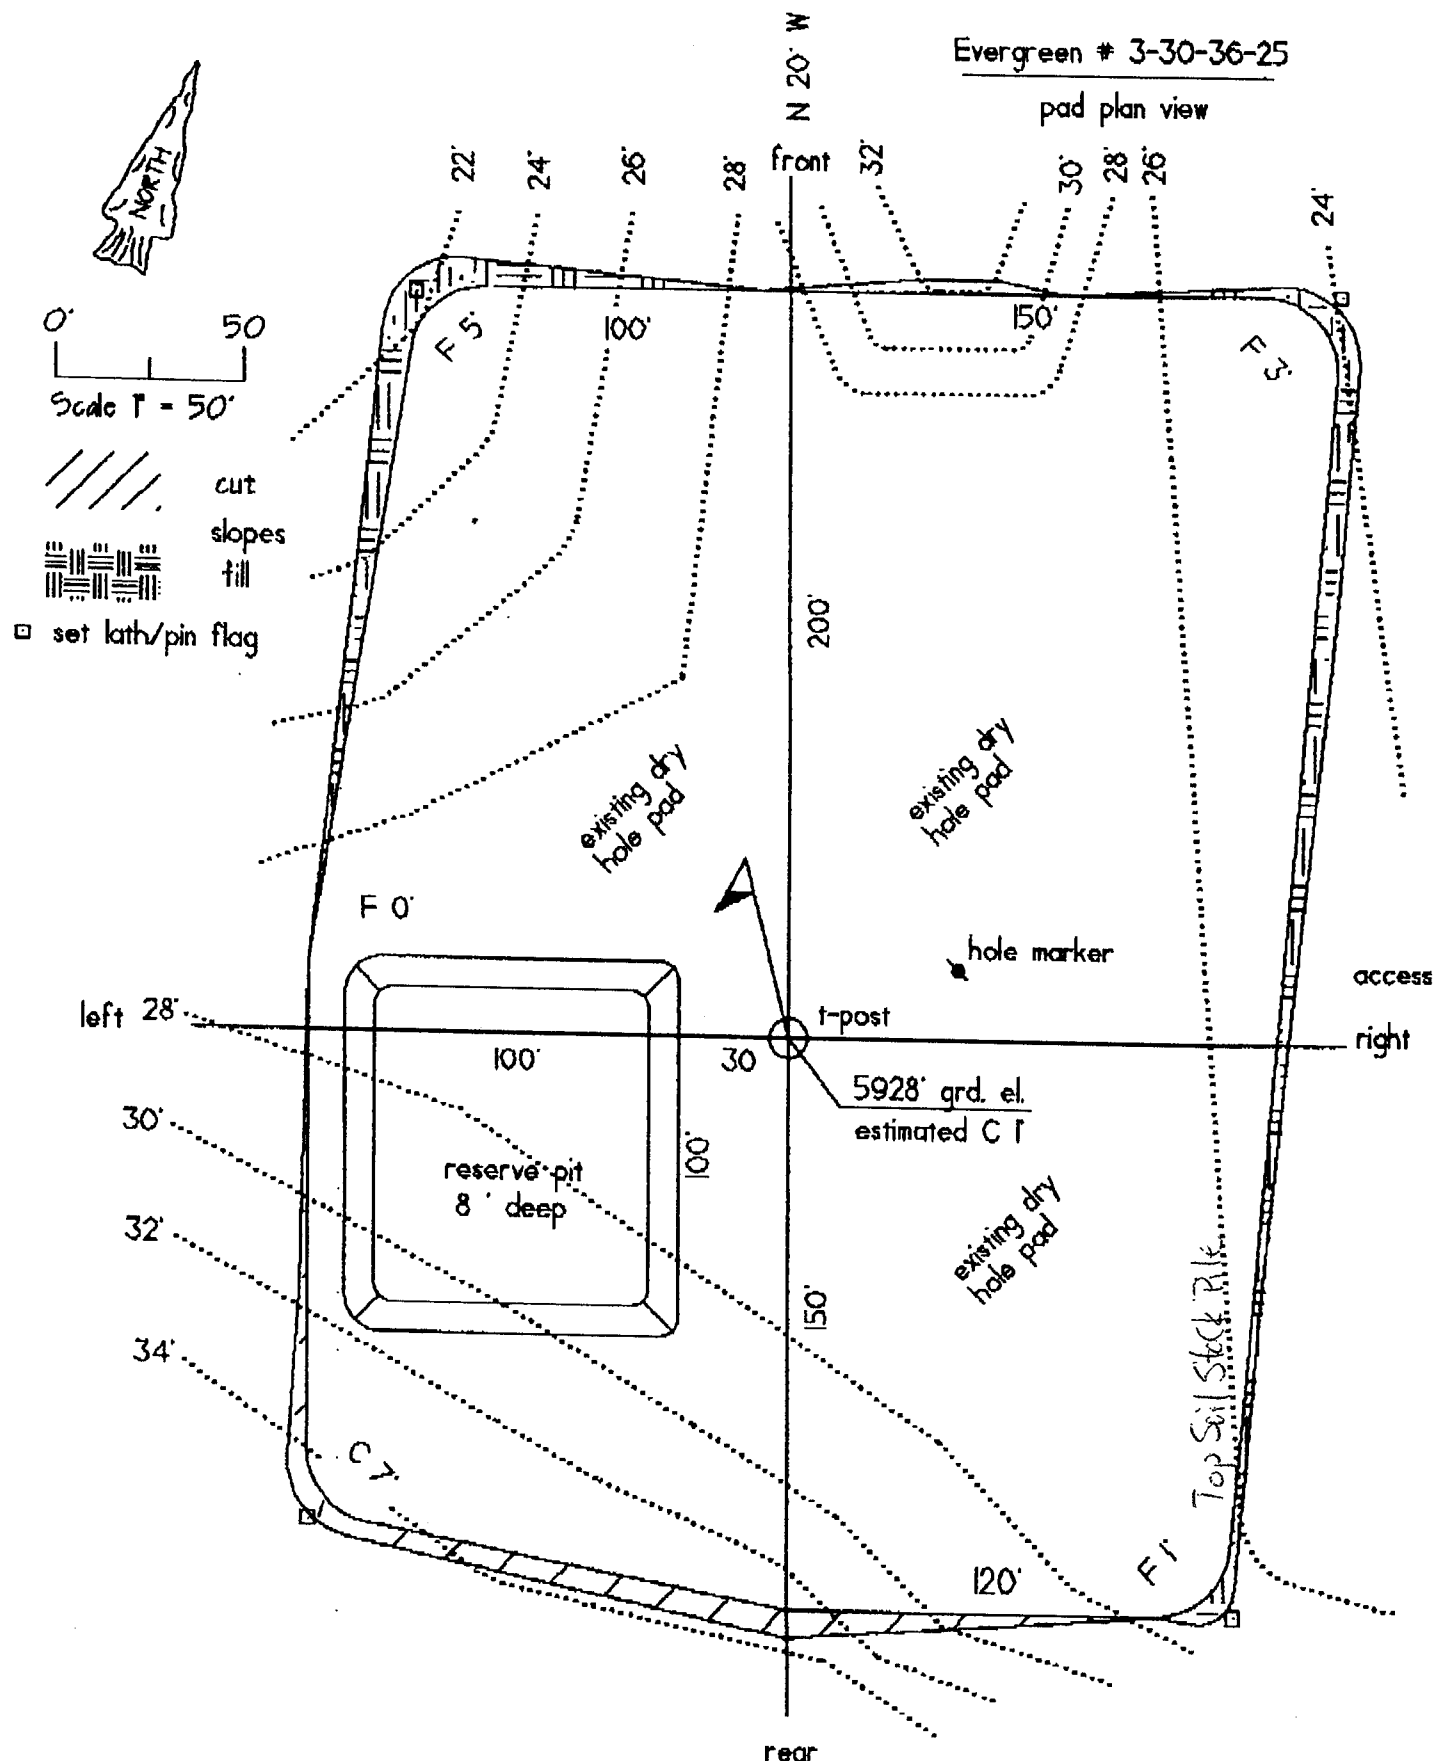 Evergreen # 3-30-36-25
pad plan view
N 20° W
NORTH
front
22'
24'
26'
28'
32'
30'
28'
26'
24'
0'
50
Scale 1" = 50'
cut
slopes
fill
set lath/pin flag
F 5'
100'
150'
F 3'
200'
existing dry
hole pad
existing dry
hole pad
F 0'
hole marker
access
left
28'
t-post
right
100'
30
5928' grd. el.
estimated C 1'
30'
100'
reserve pit
8' deep
32'
existing dry
hole pad
150'
Top Soil Stock Pile
34'
C 7'
120'
F 1'
rear